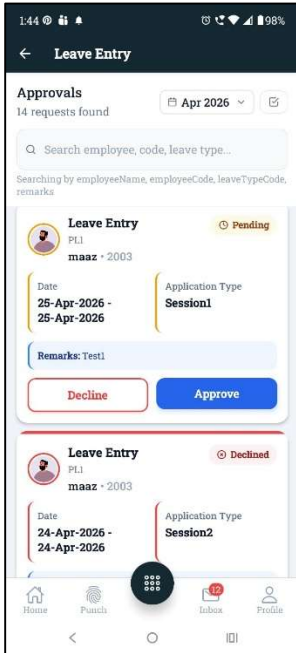 1:44 98%
Leave Entry
Approvals
14 requests found
Apr 2026
Search employee, code, leave type...
Searching by employeeName, employeeCode, leaveTypeCode,
remarks
Leave Entry
Pending
PL1
maaz • 2003
Date
Application Type
25-Apr-2026 -
25-Apr-2026
Session1
Remarks: Test1
Decline
Approve
Leave Entry
Declined
PL1
maaz • 2003
Date
Application Type
24-Apr-2026 -
24-Apr-2026
Session2
12
Home Punch Inbox Profile